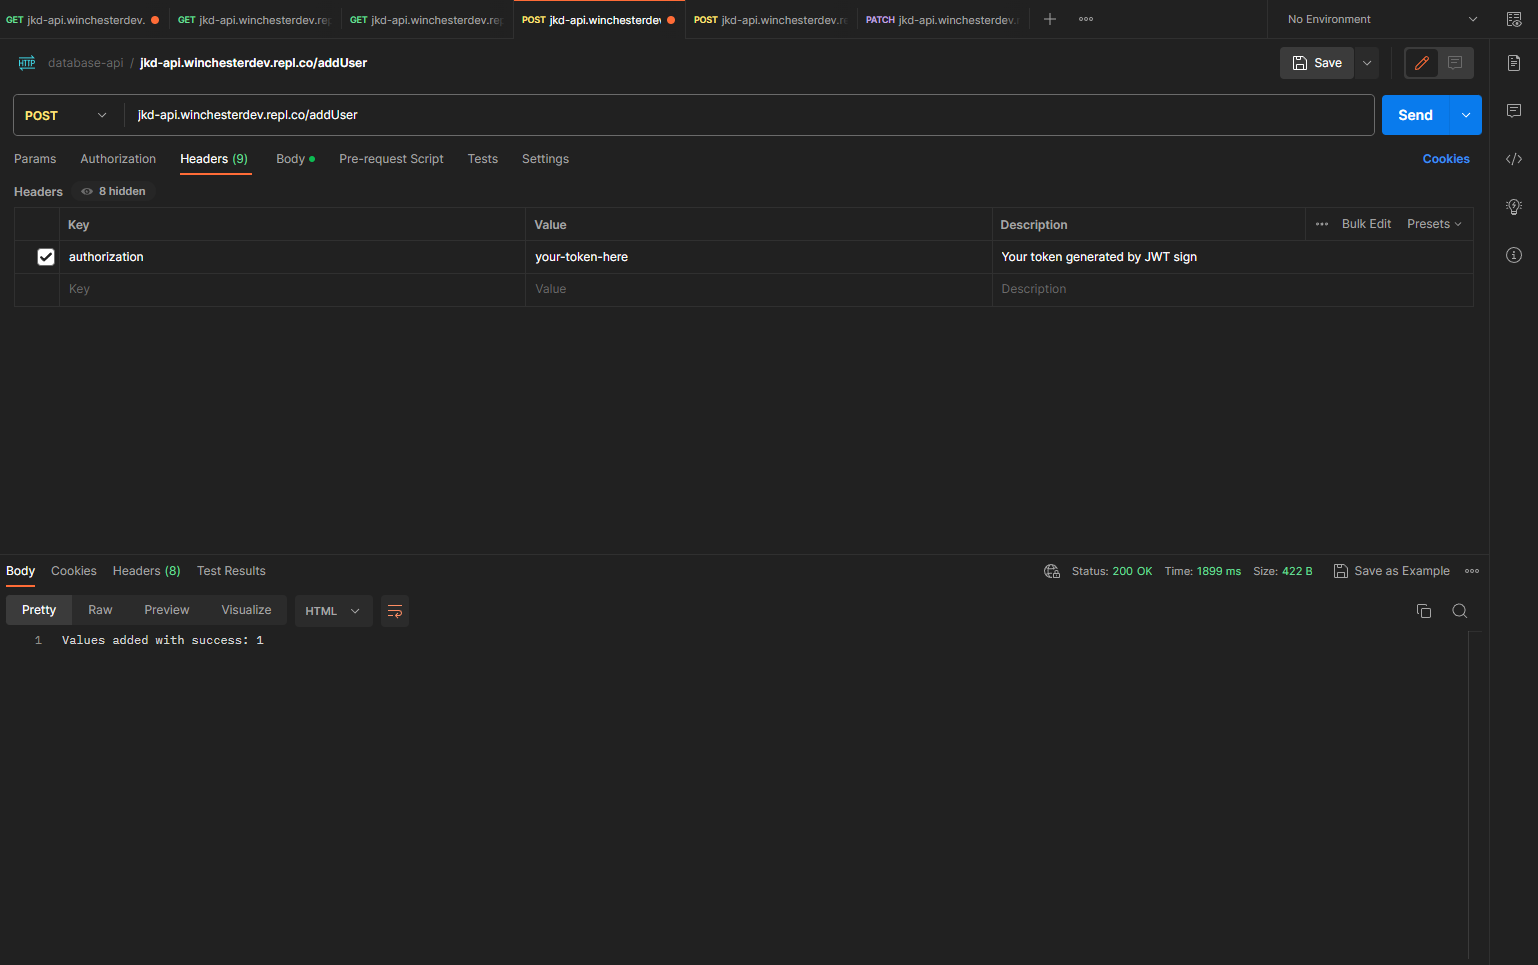 GET jkd-api.winchesterdev. GET jkd-api.winchesterdev.rep GET jkd-api.winchesterdev.rep POST jkd-api.winchesterdev POST jkd-api.winchesterdev.re PATCH jkd-api.winchesterdev. No Environment
HTTP database-api / jkd-api.winchesterdev.repl.co/addUser Save
POST jkd-api.winchesterdev.repl.co/addUser Send
Params Authorization Headers (9) Body Pre-request Script Tests Settings Cookies
Headers 8 hidden
Key Value Description Bulk Edit Presets
authorization your-token-here Your token generated by JWT sign
Key Value Description
Body Cookies Headers (8) Test Results Status: 200 OK Time: 1899 ms Size: 422 B Save as Example
Pretty Raw Preview Visualize HTML
1 Values added with success: 1